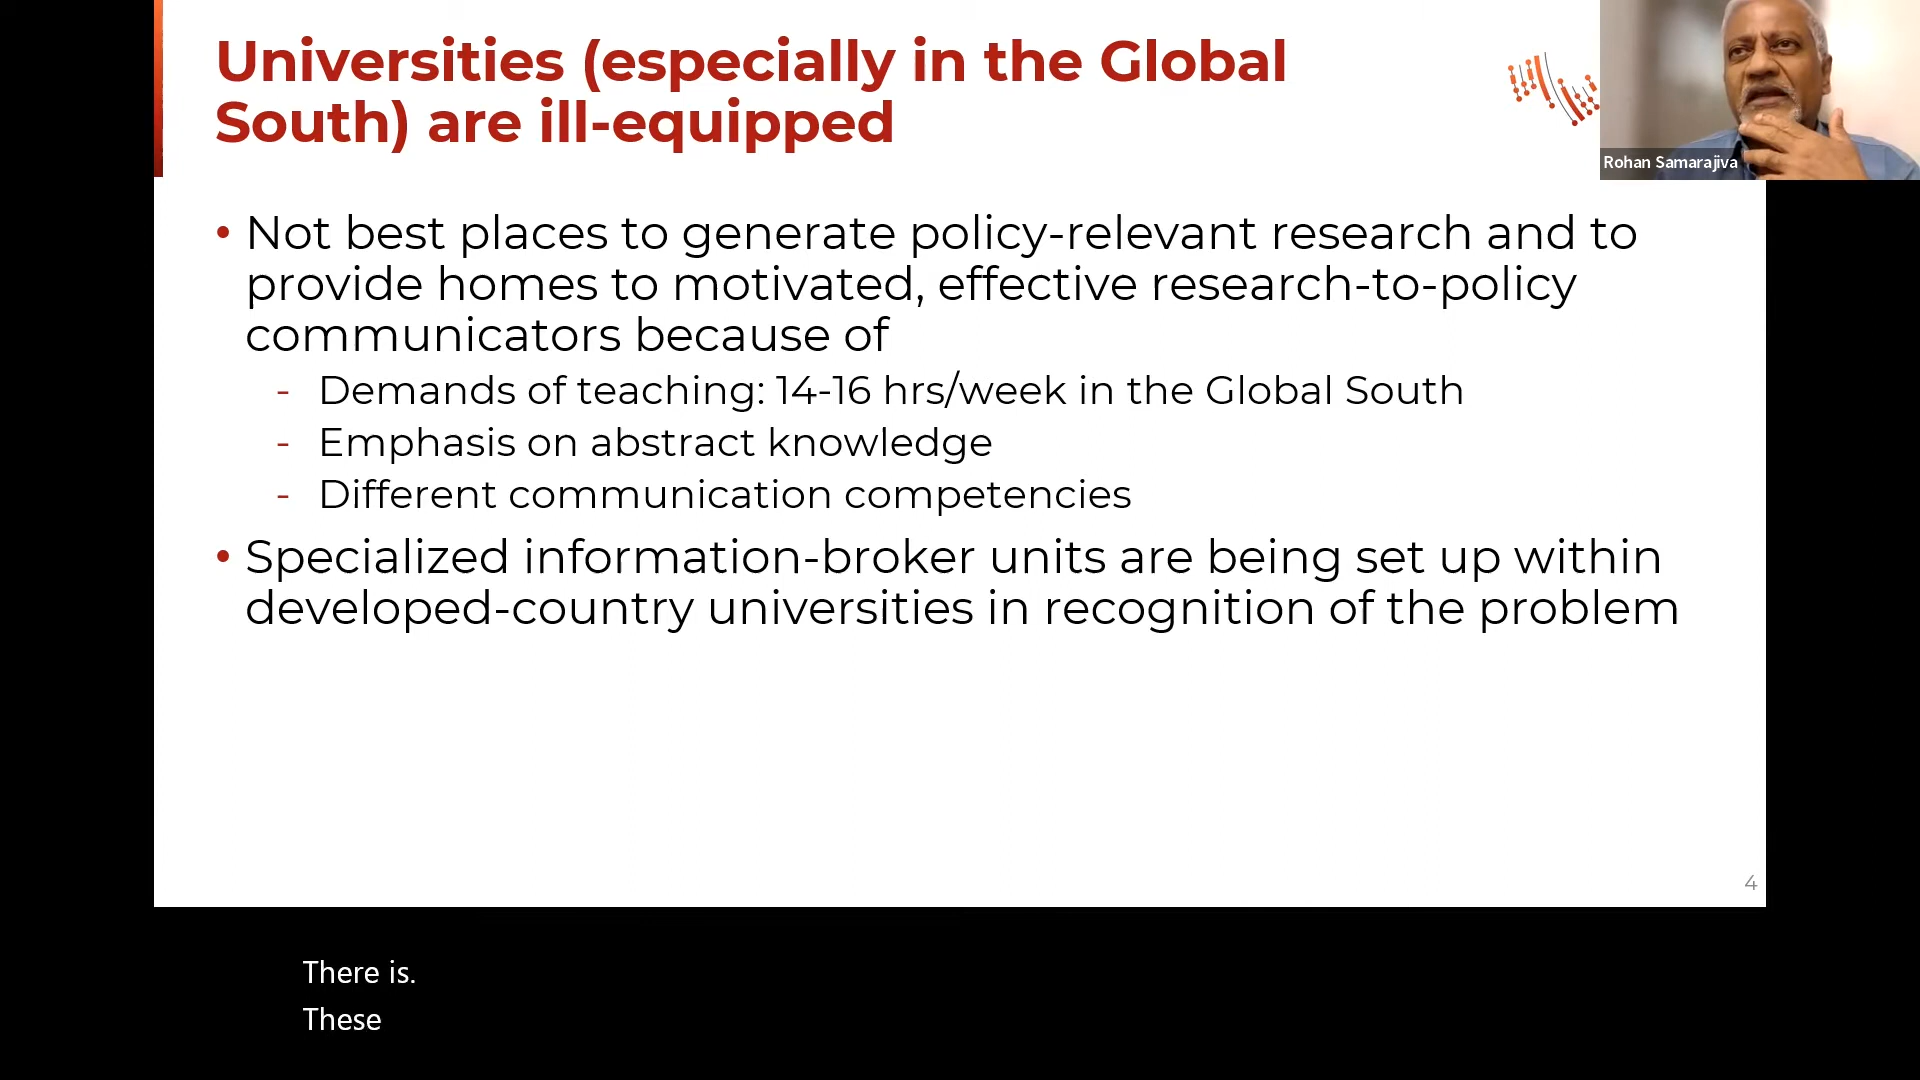 Universities (especially in the Global
South) are ill-equipped
Rohan Samarajiva
• Not best places to generate policy-relevant research and to
provide homes to motivated, effective research-to-policy
communicators because of
- Demands of teaching: 14-16 hrs/week in the Global South
- Emphasis on abstract knowledge
- Different communication competencies
• Specialized information-broker units are being set up within
developed-country universities in recognition of the problem
4
There is.
These